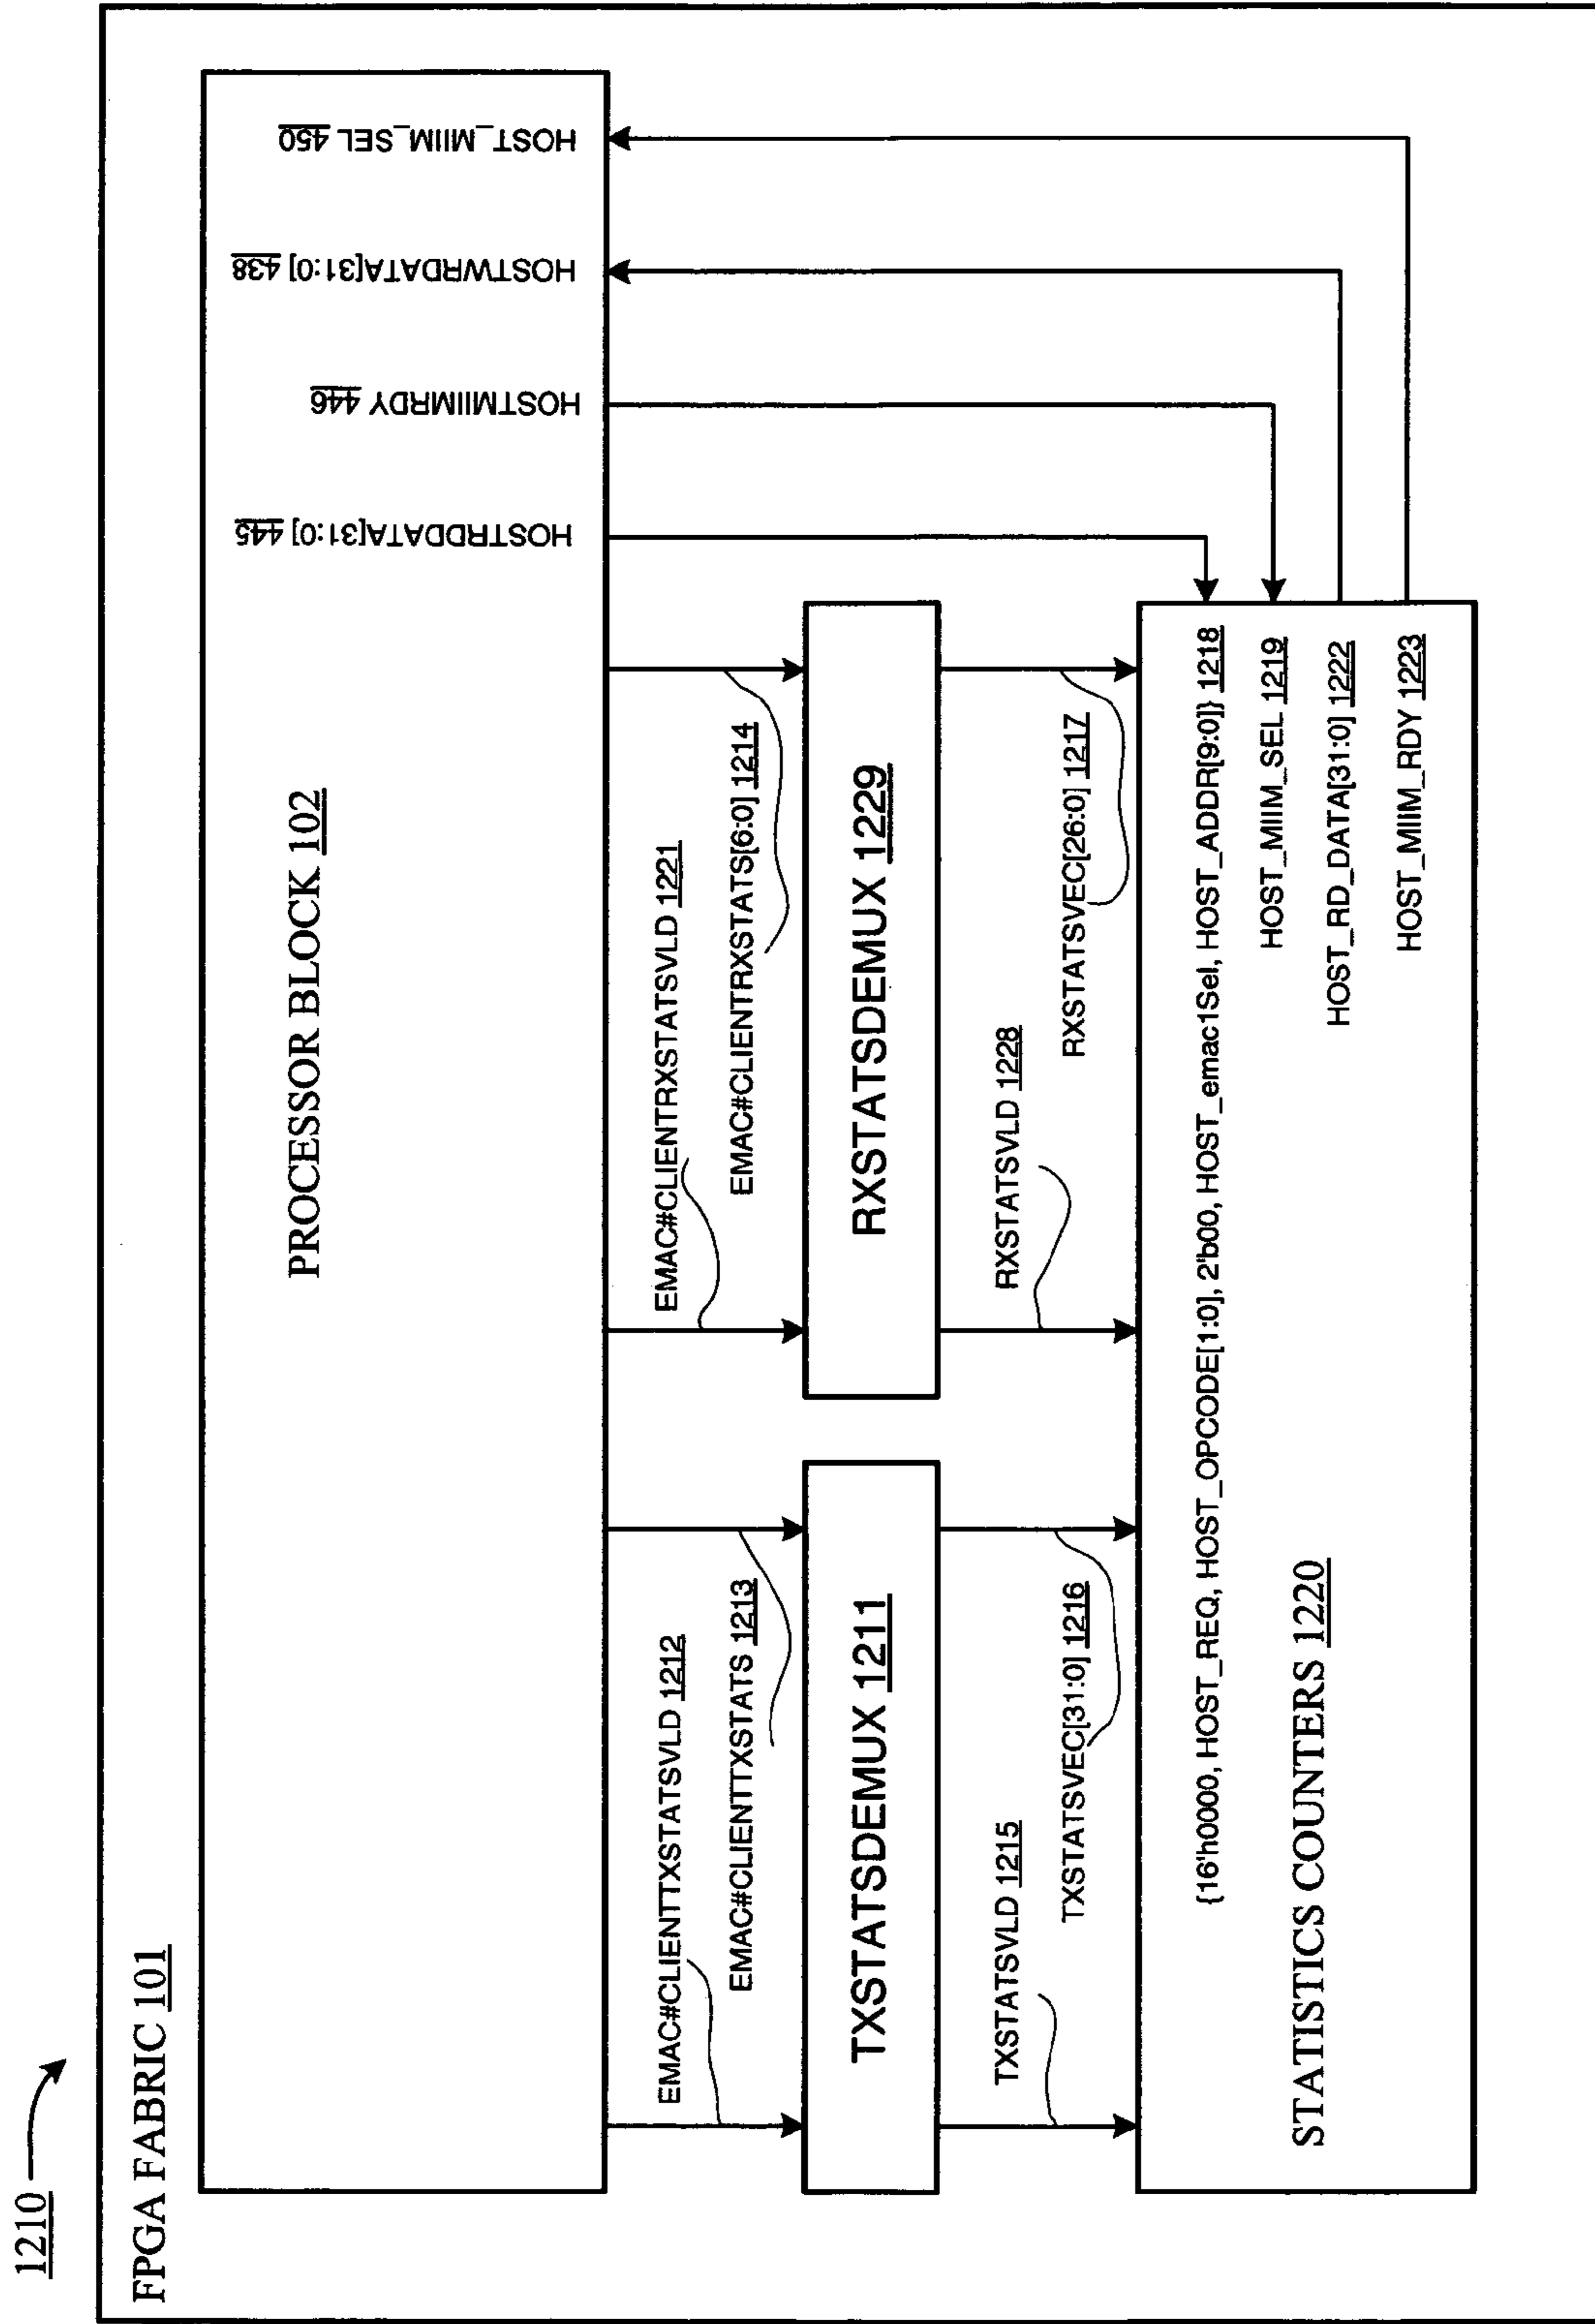 1210
FPGA FABRIC 101
PROCESSOR BLOCK 102
HOSTRDDATA[31:0] 445
HOSTMIIMRDY 446
HOSTWRDATA[31:0] 438
HOST_MIIM_SEL 450
EMAC#CLIENTTXSTATSVLD 1212
EMAC#CLIENTTXSTATS 1213
EMAC#CLIENTRXSTATSVLD 1221
EMAC#CLIENTRXSTATS[6:0] 1214
TXSTATSDEMUX 1211
RXSTATSDEMUX 1229
TXSTATSVLD 1215
TXSTATSVEC[31:0] 1216
RXSTATSVLD 1228
RXSTATSVEC[26:0] 1217
{16'h0000, HOST_REQ, HOST_OPCODE[1:0], 2'b00, HOST_emac1Sel, HOST_ADDR[9:0]} 1218
HOST_MIIM_SEL 1219
HOST_RD_DATA[31:0] 1222
HOST_MIIM_RDY 1223
STATISTICS COUNTERS 1220